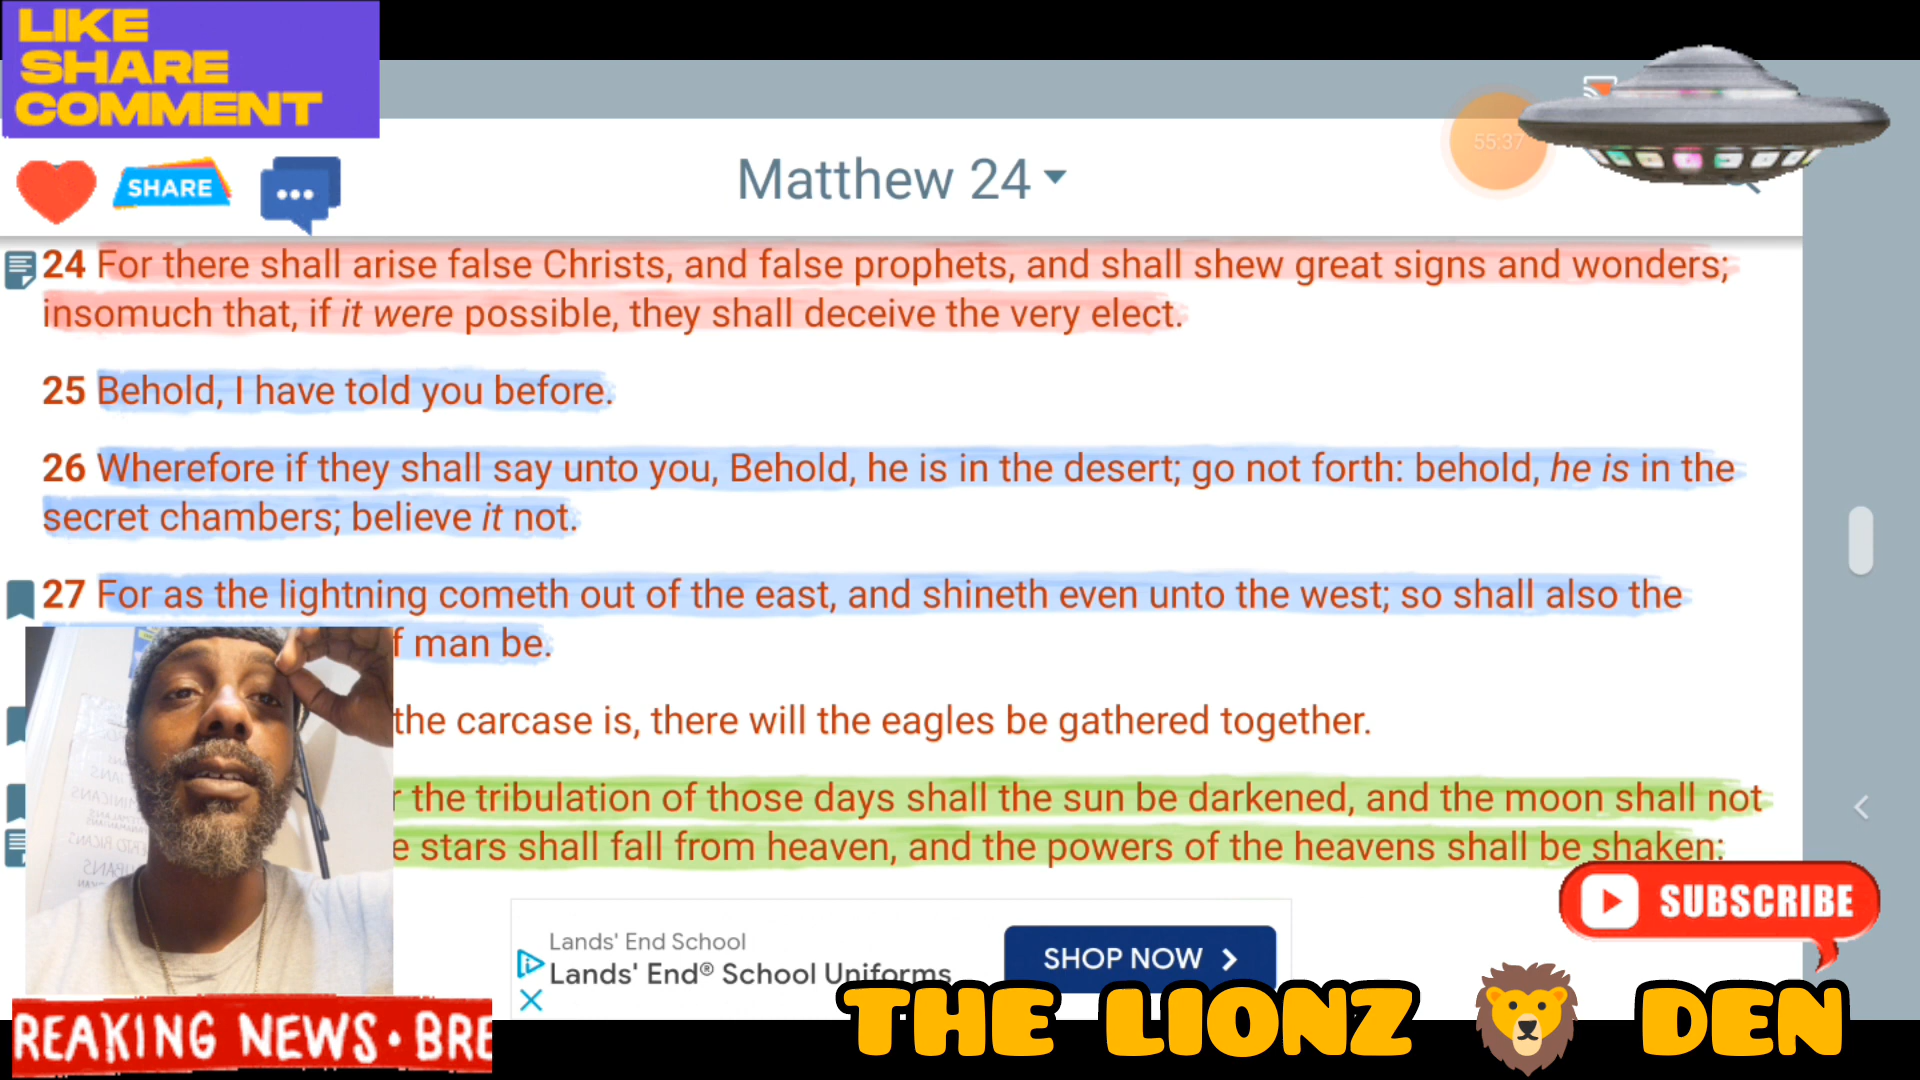 LIKE
SHARE
COMMENT
SHARE
Matthew 24
55:37
24 For there shall arise false Christs, and false prophets, and shall shew great signs and wonders;
insomuch that, if it were possible, they shall deceive the very elect.
25 Behold, I have told you before.
26 Wherefore if they shall say unto you, Behold, he is in the desert; go not forth: behold, he is in the
secret chambers; believe it not.
27 For as the lightning cometh out of the east, and shineth even unto the west; so shall also the
f man be.
the carcase is, there will the eagles be gathered together.
r the tribulation of those days shall the sun be darkened, and the moon shall not
e stars shall fall from heaven, and the powers of the heavens shall be shaken:
SUBSCRIBE
Lands' End School
Lands' End® School Uniforms
SHOP NOW
THE LIONZ DEN
REAKING NEWS • BRE